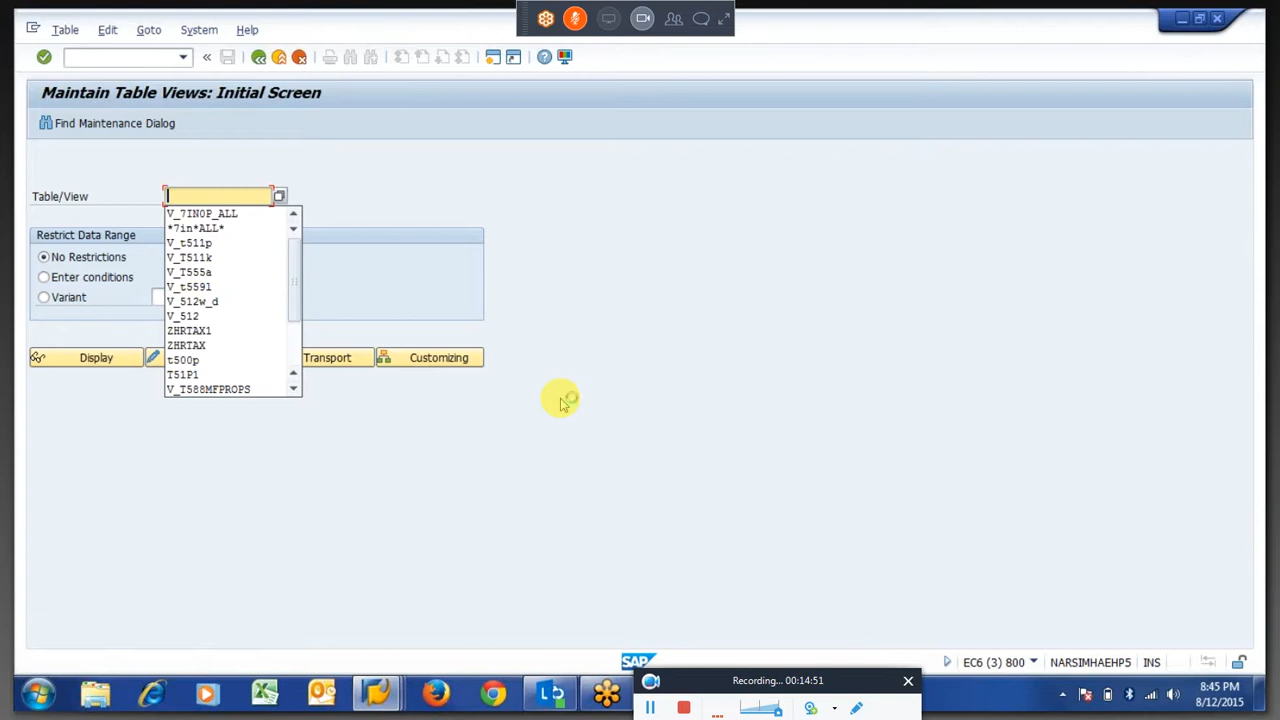 Table Edit Goto System Help
Maintain Table Views: Initial Screen
Find Maintenance Dialog
Table/View
V_7IN0P_ALL
*7in*ALL*
V_t511p
V_T511k
V_T555a
V_t559l
V_512w_d
V_512
ZHRTAX1
ZHRTAX
t500p
T51P1
V_T588MFPROPS
Restrict Data Range
No Restrictions
Enter conditions
Variant
Display
Transport
Customizing
SAP
EC6 (3) 800
NARSIMHAEHP5
INS
Recording... 00:14:51
8:45 PM
8/12/2015